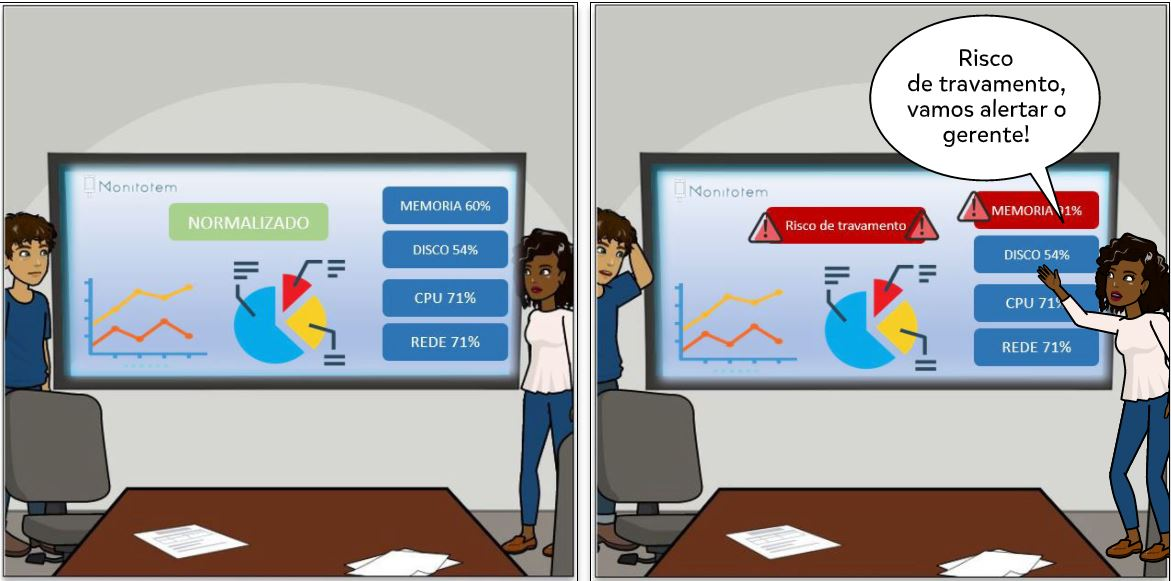 Monitotem
NORMALIZADO
MEMORIA 60%
DISCO 54%
CPU 71%
REDE 71%
Risco
de travamento,
vamos alertar o
gerente!
Monitotem
Risco de travamento
MEMORIA 91%
DISCO 54%
CPU 71%
REDE 71%